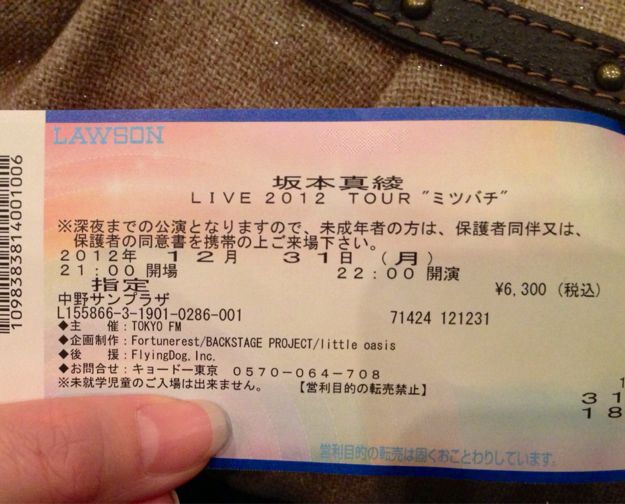 LAWSON
坂本真綾
LIVE 2012 TOUR "ミツバチ"
※深夜までの公演となりますので、未成年者の方は、保護者同伴又は、
保護者の同意書を携帯の上ご来場下さい。
2012年 12月 31日(月)
21:00 開場 22:00 開演
指定 ¥6,300(税込)
中野サンプラザ
L155866-3-1901-0286-001 71424 121231
◆主 催:TOKYO FM
◆企画制作:Fortunerest/BACKSTAGE PROJECT/little oasis
◆後 援:FlyingDog,Inc.
◆お問合せ:キョードー東京 0570-064-708
※未就学児童のご入場は出来ません。 【営利目的の転売禁止】
1
31
18
営利目的の転売は固くおことわりしています。
1098383814001006